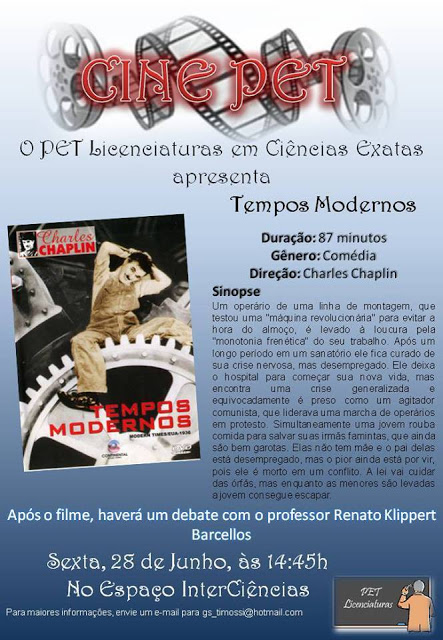 CINE PET
O PET Licenciaturas em Ciências Exatas
apresenta
Tempos Modernos
Charles
CHAPLIN
TEMPOS
MODERNOS
MODERN TIMES/EUA-1936
CONTINENTAL
DVD
Duração: 87 minutos
Gênero: Comédia
Direção: Charles Chaplin
Sinopse
Um operário de uma linha de montagem, que
testou uma "máquina revolucionária" para evitar a
hora do almoço, é levado à loucura pela
"monotonia frenética" do seu trabalho. Após um
longo período em um sanatório ele fica curado de
sua crise nervosa, mas desempregado. Ele deixa
o hospital para começar sua nova vida, mas
encontra uma crise generalizada e
equivocadamente é preso como um agitador
comunista, que liderava uma marcha de operários
em protesto. Simultaneamente uma jovem rouba
comida para salvar suas irmãs famintas, que ainda
são bem garotas. Elas não tem mãe e o pai delas
está desempregado, mas o pior ainda está por vir,
pois ele é morto em um conflito. A lei vai cuidar
das órfãs, mas enquanto as menores são levadas
a jovem consegue escapar.
Após o filme, haverá um debate com o professor Renato Klippert
Barcellos
Sexta, 28 de Junho, às 14:45h
No Espaço InterCiências
PET
Licenciaturas
Para maiores informações, envie um e-mail para gs_timossi@hotmail.com